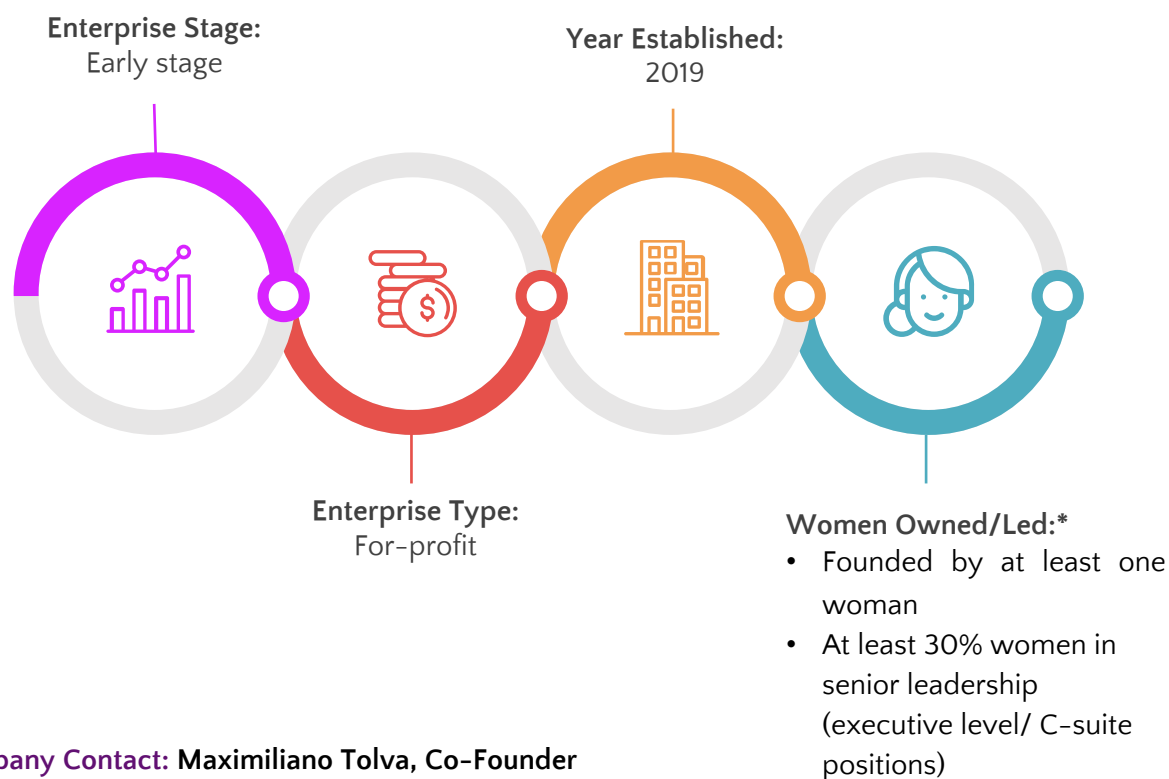 Enterprise Stage:
Early stage
Year Established:
2019
$
Enterprise Type:
For-profit
Women Owned/Led:*
• Founded by at least one
woman
• At least 30% women in
senior leadership
(executive level/ C-suite
positions)
pany Contact: Maximiliano Tolva, Co-Founder